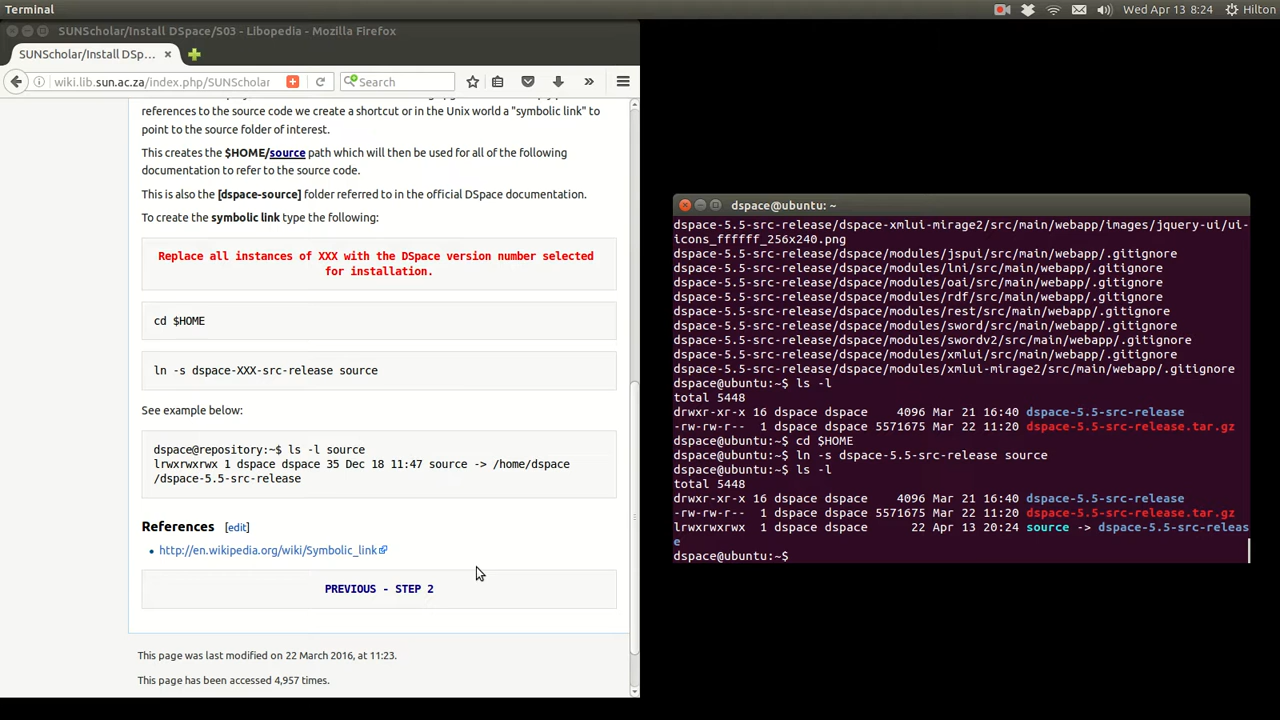 Terminal
Wed Apr 13 8:24
Hilton
SUNScholar/Install DSpace/S03 - Libopedia - Mozilla Firefox
SUNScholar/Install DSp...
wiki.lib.sun.ac.za/index.php/SUNScholar
Search
references to the source code we create a shortcut or in the Unix world a "symbolic link" to
point to the source folder of interest.
This creates the $HOME/source path which will then be used for all of the following
documentation to refer to the source code.
This is also the [dspace-source] folder referred to in the official DSpace documentation.
To create the symbolic link type the following:
Replace all instances of XXX with the DSpace version number selected
for installation.
cd $HOME
ln -s dspace-XXX-src-release source
See example below:
dspace@repository:~$ ls -l source
lrwxrwxrwx 1 dspace dspace 35 Dec 18 11:47 source -> /home/dspace
/dspace-5.5-src-release
References [edit]
http://en.wikipedia.org/wiki/Symbolic_link
PREVIOUS - STEP 2
This page was last modified on 22 March 2016, at 11:23.
This page has been accessed 4,957 times.
dspace@ubuntu: ~
dspace-5.5-src-release/dspace-xmlui-mirage2/src/main/webapp/images/jquery-ui/ui-
icons_ffffff_256x240.png
dspace-5.5-src-release/dspace/modules/jspui/src/main/webapp/.gitignore
dspace-5.5-src-release/dspace/modules/lni/src/main/webapp/.gitignore
dspace-5.5-src-release/dspace/modules/oai/src/main/webapp/.gitignore
dspace-5.5-src-release/dspace/modules/rdf/src/main/webapp/.gitignore
dspace-5.5-src-release/dspace/modules/rest/src/main/webapp/.gitignore
dspace-5.5-src-release/dspace/modules/sword/src/main/webapp/.gitignore
dspace-5.5-src-release/dspace/modules/swordv2/src/main/webapp/.gitignore
dspace-5.5-src-release/dspace/modules/xmlui/src/main/webapp/.gitignore
dspace-5.5-src-release/dspace/modules/xmlui-mirage2/src/main/webapp/.gitignore
dspace@ubuntu:~$ ls -l
total 5448
drwxr-xr-x 16 dspace dspace    4096 Mar 21 16:40 dspace-5.5-src-release
-rw-rw-r--  1 dspace dspace 5571675 Mar 22 11:20 dspace-5.5-src-release.tar.gz
dspace@ubuntu:~$ cd $HOME
dspace@ubuntu:~$ ln -s dspace-5.5-src-release source
dspace@ubuntu:~$ ls -l
total 5448
drwxr-xr-x 16 dspace dspace    4096 Mar 21 16:40 dspace-5.5-src-release
-rw-rw-r--  1 dspace dspace 5571675 Mar 22 11:20 dspace-5.5-src-release.tar.gz
lrwxrwxrwx  1 dspace dspace      22 Apr 13 20:24 source -> dspace-5.5-src-releas
e
dspace@ubuntu:~$